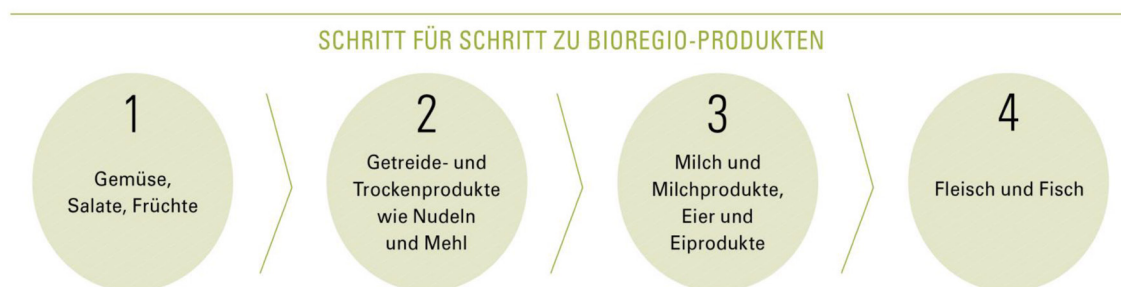 SCHRITT FÜR SCHRITT ZU BIOREGIO-PRODUKTEN
1
Gemüse,
Salate, Früchte
2
Getreide- und
Trockenprodukte
wie Nudeln
und Mehl
3
Milch und
Milchprodukte,
Eier und
Eiprodukte
4
Fleisch und Fisch